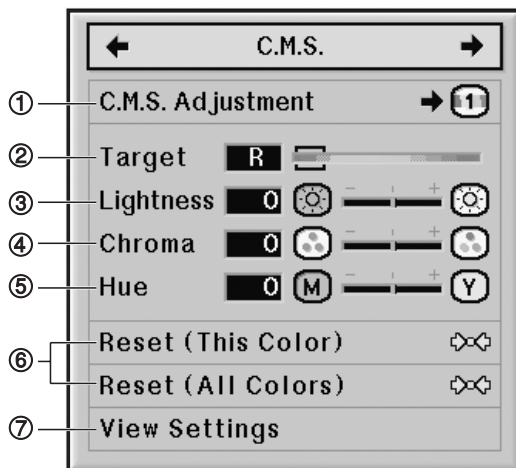 C.M.S.
① C.M.S. Adjustment 1
② Target R
③ Lightness 0 − +
④ Chroma 0 − +
⑤ Hue 0 M − + Y
⑥ Reset (This Color)
Reset (All Colors)
⑦ View Settings